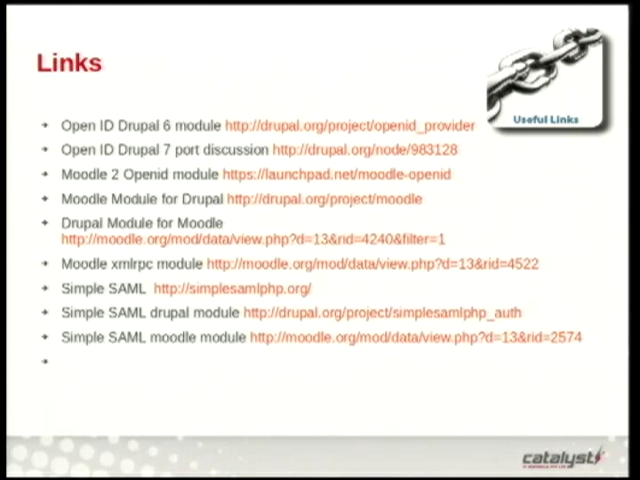 Links
Useful Links
Open ID Drupal 6 module http://drupal.org/project/openid_provider
Open ID Drupal 7 port discussion http://drupal.org/node/983128
Moodle 2 Openid module https://launchpad.net/moodle-openid
Moodle Module for Drupal http://drupal.org/project/moodle
Drupal Module for Moodle
http://moodle.org/mod/data/view.php?d=13&rid=4240&filter=1
Moodle xmlrpc module http://moodle.org/mod/data/view.php?d=13&rid=4522
Simple SAML http://simplesamlphp.org/
Simple SAML drupal module http://drupal.org/project/simplesamlphp_auth
Simple SAML moodle module http://moodle.org/mod/data/view.php?d=13&rid=2574
catalyst